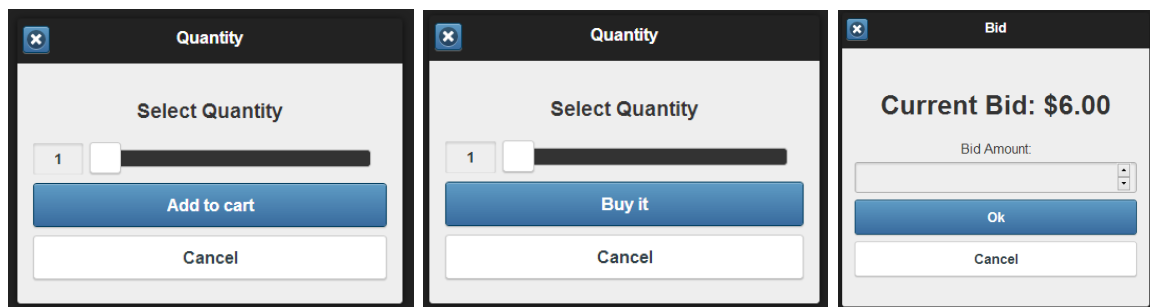 Quantity
Select Quantity
1
Add to cart
Cancel
Quantity
Select Quantity
1
Buy it
Cancel
Bid
Current Bid: $6.00
Bid Amount:
Ok
Cancel